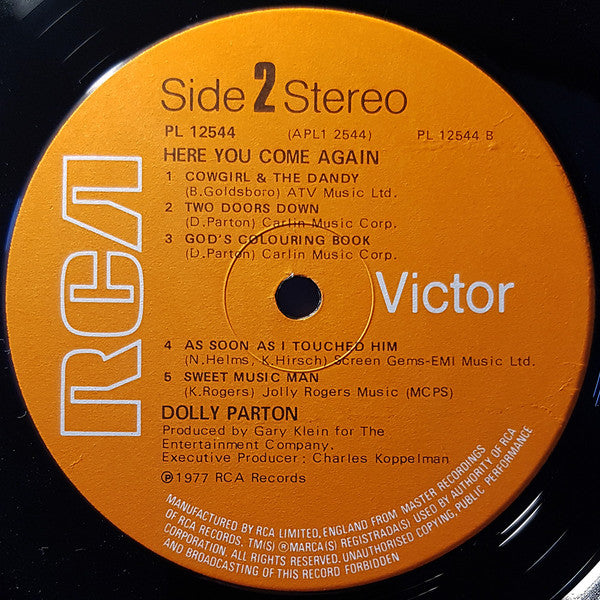 Side 2 Stereo
PL 12544 (APL1 2544) PL 12544 B
HERE YOU COME AGAIN
1 COWGIRL & THE DANDY
(B.Goldsboro) ATV Music Ltd.
2 TWO DOORS DOWN
(D.Parton) Carlin Music Corp.
3 GOD'S COLOURING BOOK
(D.Parton) Carlin Music Corp.
RCA
Victor
4 AS SOON AS I TOUCHED HIM
(N.Helms, K.Hirsch) Screen Gems-EMI Music Ltd.
5 SWEET MUSIC MAN
(K.Rogers) Jolly Rogers Music (MCPS)
DOLLY PARTON
Produced by Gary Klein for The
Entertainment Company.
Executive Producer: Charles Koppelman
℗1977 RCA Records
MANUFACTURED BY RCA LIMITED, ENGLAND FROM MASTER RECORDINGS
OF RCA RECORDS, TM(S) ® MARCA(S) REGISTRADA(S) USED BY AUTHORITY OF RCA
CORPORATION. ALL RIGHTS RESERVED. UNAUTHORISED COPYING, PUBLIC PERFORMANCE
AND BROADCASTING OF THIS RECORD FORBIDDEN